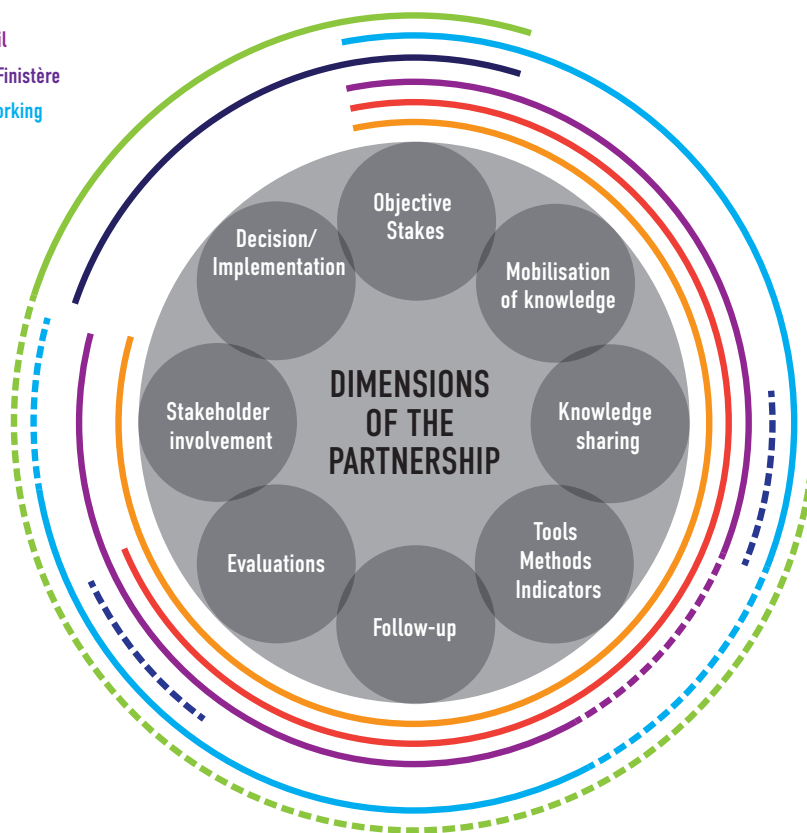 Finistère
orking
Objective
Stakes
Decision/
Implementation
Mobilisation
of knowledge
DIMENSIONS
OF THE
PARTNERSHIP
Stakeholder
involvement
Knowledge
sharing
Evaluations
Tools
Methods
Indicators
Follow-up